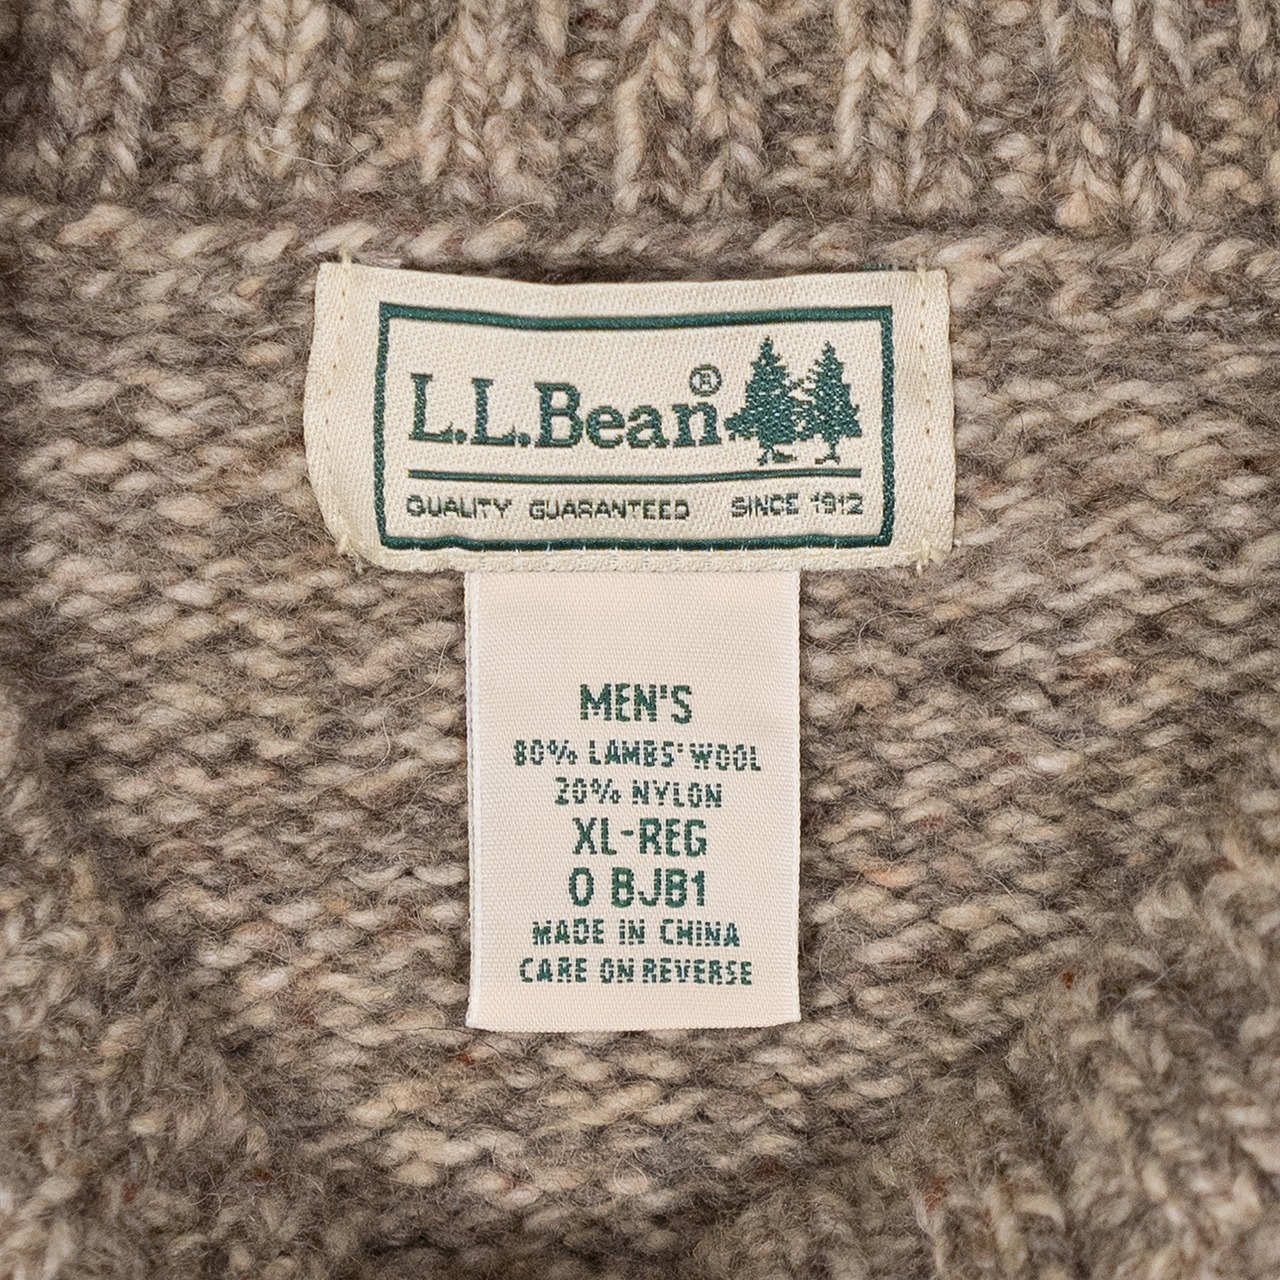 L.L.Bean®
QUALITY GUARANTEED SINCE 1912
MEN'S
80% LAMBS' WOOL
20% NYLON
XL-REG
0 BJB1
MADE IN CHINA
CARE ON REVERSE